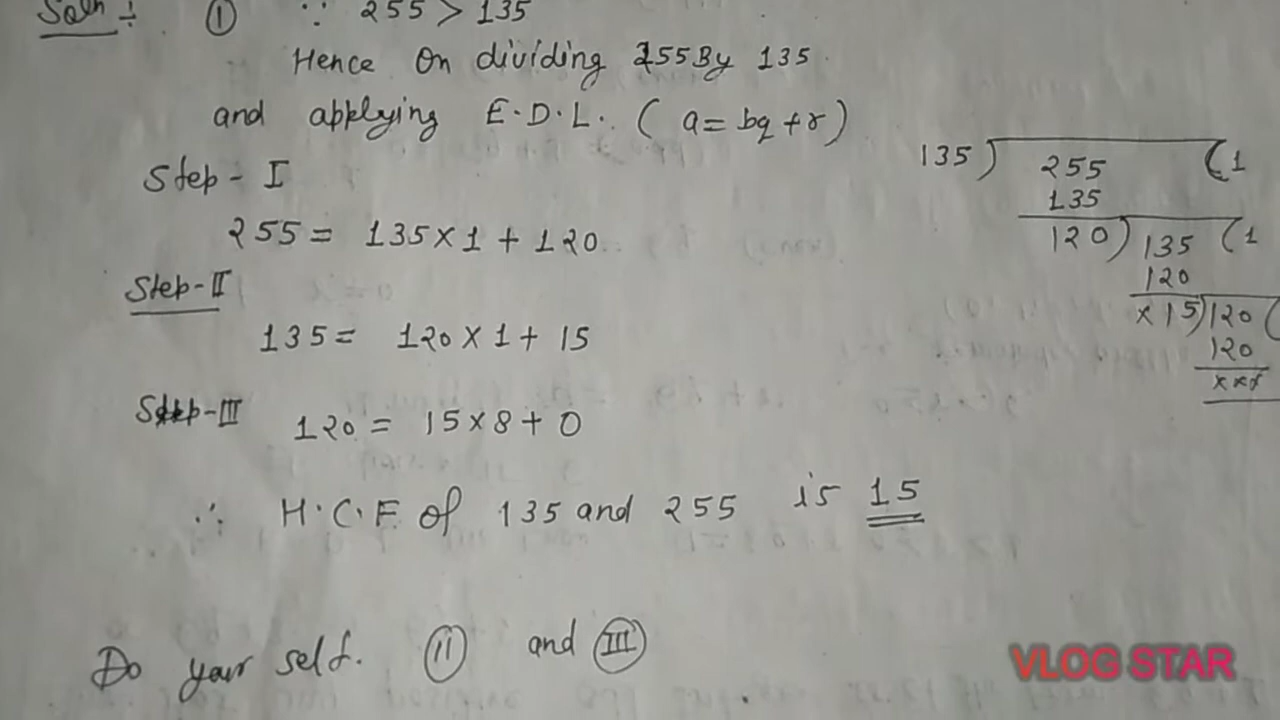 Soln ÷ ① ∵ 255 > 135
Hence on dividing 255 By 135
and applying E.D.L. ( a = bq + r )
Step - I
255 = 135 × 1 + 120
Step - II
135 = 120 × 1 + 15
Step - III 120 = 15 × 8 + 0
∴ H.C.F. of 135 and 255 is 15
Do your self. (II) and (III)
135) 255 (1
135
120) 135 (1
120
× 15) 120 (
120
× × ×
VLOG STAR